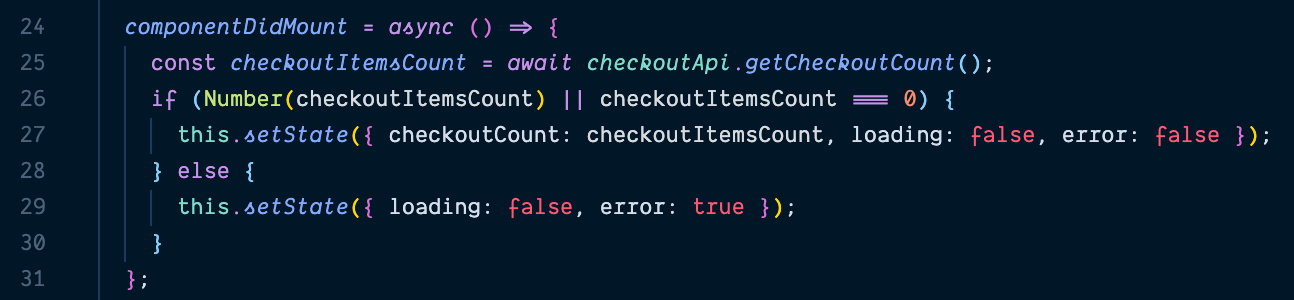 24 componentDidMount = async () => {
25 const checkoutItemsCount = await checkoutApi.getCheckoutCount();
26 if (Number(checkoutItemsCount) || checkoutItemsCount === 0) {
27 this.setState({ checkoutCount: checkoutItemsCount, loading: false, error: false });
28 } else {
29 this.setState({ loading: false, error: true });
30 }
31 };